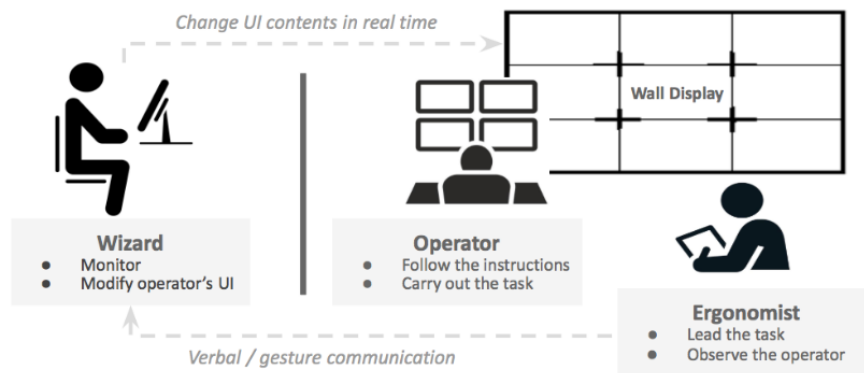 Change UI contents in real time
Wall Display
Wizard
● Monitor
● Modify operator's UI
Operator
● Follow the instructions
● Carry out the task
Ergonomist
● Lead the task
● Observe the operator
Verbal / gesture communication